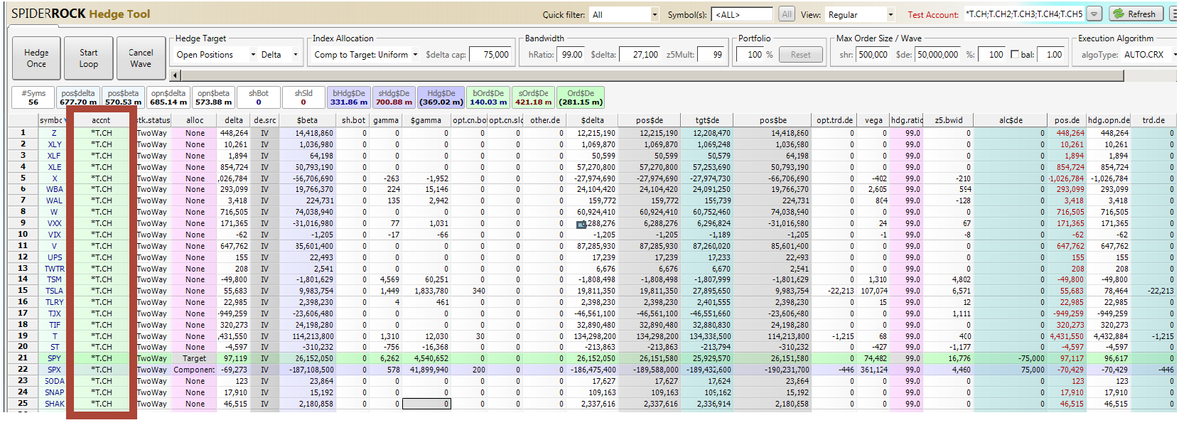 SPIDERROCK Hedge Tool Quick filter: All Symbol(s): <ALL> All View: Regular Test Account: *T.CH;T.CH2;T.CH3;T.CH4;T.CH5 Refresh
Hedge Target Index Allocation Bandwidth Portfolio Max Order Size / Wave Execution Algorithm
Hedge Once Start Loop Cancel Wave Open Positions Delta Comp to Target: Uniform $delta cap: 75,000 hRatio: 99.00 $delta: 27,100 z5Mult: 99 100 % Reset shr: 500,000 $de: 50,000,000 %: 100 bal: 1.00 algoType: AUTO.CRX
#Syms pos$delta pos$beta opn$delta opn$beta shBot shSld bHdg$De sHdg$De Hdg$De bOrd$De sOrd$De Ord$De
56 677.70 m 570.53 m 685.14 m 573.88 m 0 0 331.86 m 700.88 m (369.02 m) 140.03 m 421.18 m (281.15 m)
accnt tk.status alloc delta de.src $beta sh.bot gamma $gamma opt.cn.bot opt.cn.slc other.de $delta pos$de tgt$de pos$be opt.trd.de vega hdg.ratio z5.bwid alc$de pos.de hdg.opn.de trd.de
1 Z *T.CH TwoWay None 448,264 IV 14,418,860 0 0 0 0 0 0 12,215,190 12,215,190 12,208,470 14,418,860 0 0 99.0 0 0 448,264 448,264 0
2 XLY *T.CH TwoWay None 10,261 IV 1,036,980 0 0 0 0 0 0 1,069,870 1,069,870 1,069,248 1,036,980 0 0 99.0 0 0 10,261 10,261 0
3 XLF *T.CH TwoWay None 1,894 IV 64,198 0 0 0 0 0 0 50,599 50,599 50,579 64,198 0 0 99.0 0 0 1,894 1,894 0
4 XLE *T.CH TwoWay None 854,724 IV 50,793,190 0 0 0 0 0 0 57,270,800 57,270,800 57,253,690 50,793,190 0 0 99.0 0 0 854,724 854,724 0
5 X *T.CH TwoWay None ,026,784 IV -56,706,690 0 -263 -1,952 0 0 0 -27,974,690 -27,974,690 -27,954,150 -56,706,690 0 -402 99.0 -210 0 -1,026,784 -1,026,784 0
6 WBA *T.CH TwoWay None 293,099 IV 19,766,370 0 224 15,146 0 0 0 24,104,420 24,104,420 24,091,250 19,766,370 0 2,605 99.0 594 0 293,099 293,099 0
7 WAL *T.CH TwoWay None 3,418 IV 224,731 0 135 2,942 0 0 0 159,772 159,772 155,739 224,731 0 804 99.0 128 0 3,418 3,418 0
8 W *T.CH TwoWay None 716,505 IV 74,038,940 0 0 0 0 0 0 60,924,410 60,924,410 60,752,460 74,038,940 0 0 99.0 0 0 716,505 716,505 0
9 VXX *T.CH TwoWay None 171,365 IV -31,016,980 0 77 1,031 0 0 0 288,276 6,288,276 6,296,824 -31,016,980 0 24 99.0 67 0 171,365 171,365 0
10 VIX *T.CH TwoWay None -62 IV -1,205 0 -17 -66 0 0 0 -1,205 -1,205 -1,189 -1,205 0 -1 99.0 -8 0 -62 -62 0
11 V *T.CH TwoWay None 647,762 IV 35,601,400 0 0 0 0 0 0 87,285,930 87,285,930 87,260,020 35,601,400 0 0 99.0 0 0 647,762 647,762 0
12 UPS *T.CH TwoWay None 155 IV 22,493 0 0 0 0 0 0 17,239 17,239 17,233 22,493 0 0 99.0 0 0 155 155 0
13 TWTR *T.CH TwoWay None 208 IV 2,541 0 0 0 0 0 0 6,676 6,676 6,671 2,541 0 0 99.0 0 0 208 208 0
14 TSM *T.CH TwoWay None -49,800 IV -1,801,629 0 4,569 60,251 0 0 0 -1,808,498 -1,808,498 -1,807,999 -1,801,629 0 1,310 99.0 4,802 0 -49,800 -49,800 0
15 TSLA *T.CH TwoWay None 55,683 IV 9,983,754 0 1,449 1,833,780 340 0 0 19,811,350 19,811,350 27,895,650 9,983,754 -22,213 107,074 99.0 6,571 0 55,683 78,464 -22,213
16 TLRY *T.CH TwoWay None 22,985 IV 2,398,230 0 4 461 0 0 0 2,398,230 2,398,230 2,401,555 2,398,230 0 15 99.0 12 0 22,985 22,985 0
17 TJX *T.CH TwoWay None -949,259 IV -23,606,480 0 0 0 0 0 0 -46,561,100 -46,561,100 -46,551,660 -23,606,480 0 0 99.0 0 0 -949,259 -949,259 0
18 TIF *T.CH TwoWay None 320,273 IV 24,198,280 0 0 0 0 0 0 32,890,480 32,890,480 32,880,830 24,198,280 0 0 99.0 0 0 320,273 320,273 0
19 T *T.CH TwoWay None ,431,550 IV 114,213,800 0 1,310 12,030 30 0 0 134,298,200 134,298,200 134,336,500 114,213,800 -1,215 68 99.0 0 4,431,550 4,432,884 -1,215
20 ST *T.CH TwoWay None -4,597 IV -310,232 0 -756 -16,368 0 0 0 -213,794 -213,794 -213,794 -310,232 0 -427 99.0 -1,177 0 -4,597 -4,597 0
21 SPY *T.CH TwoWay Target 97,119 IV 26,152,050 0 6,262 4,540,652 0 0 0 26,152,050 26,151,580 25,929,570 26,151,580 0 74,482 99.0 16,776 -75,000 97,117 96,617 0
22 SPX *T.CH TwoWay Component: -69,273 IV -187,108,500 0 578 41,899,940 200 0 0 -186,475,400 -189,588,000 -189,432,600 -190,231,700 -446 361,124 99.0 4,460 75,000 -70,429 -70,429 -446
23 SODA *T.CH TwoWay None 123 IV 23,864 0 0 0 0 0 0 17,627 17,627 17,624 23,864 0 0 99.0 0 0 123 123 0
24 SNAP *T.CH TwoWay None 17,910 IV 15,192 0 0 0 0 0 0 109,163 109,163 105,162 15,192 0 0 99.0 0 0 17,910 17,910 0
25 SHAK *T.CH TwoWay None 46,515 IV 2,180,858 0 0 0 0 0 0 2,337,616 2,337,616 2,336,914 2,180,858 0 0 99.0 0 0 46,515 46,515 0